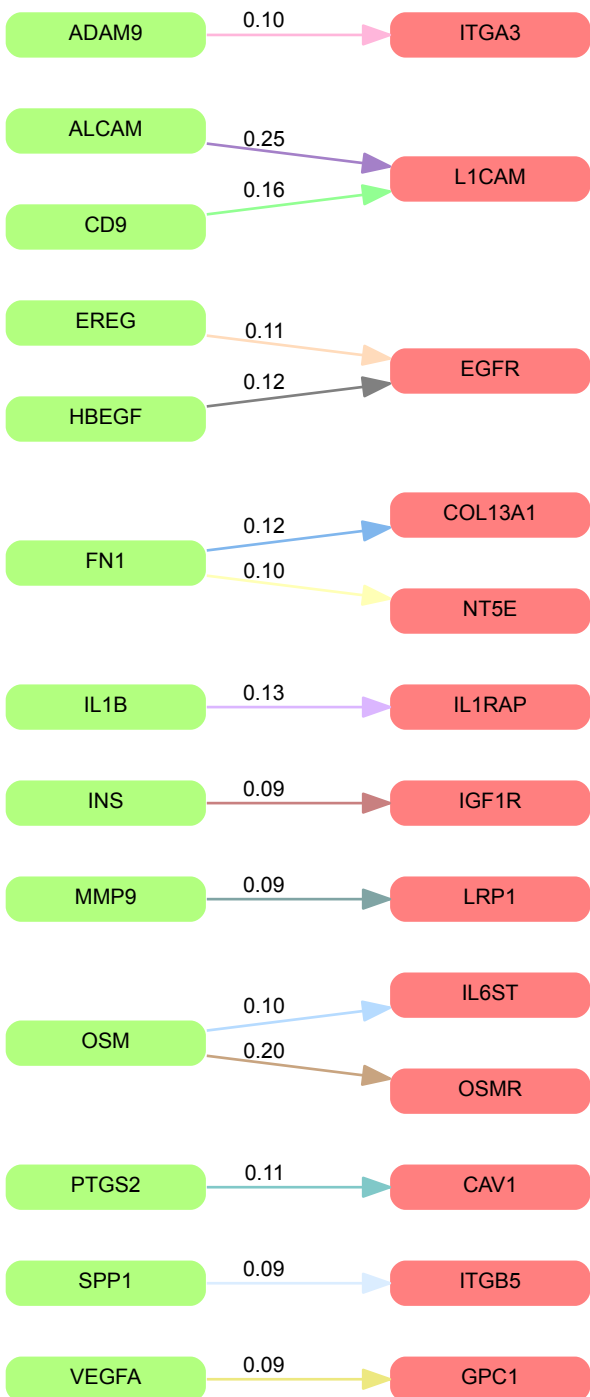 ADAM9 0.10 ITGA3
ALCAM 0.25 L1CAM
CD9 0.16
EREG 0.11 EGFR
HBEGF 0.12
FN1 0.12 COL13A1
0.10 NT5E
IL1B 0.13 IL1RAP
INS 0.09 IGF1R
MMP9 0.09 LRP1
OSM 0.10 IL6ST
0.20 OSMR
PTGS2 0.11 CAV1
SPP1 0.09 ITGB5
VEGFA 0.09 GPC1